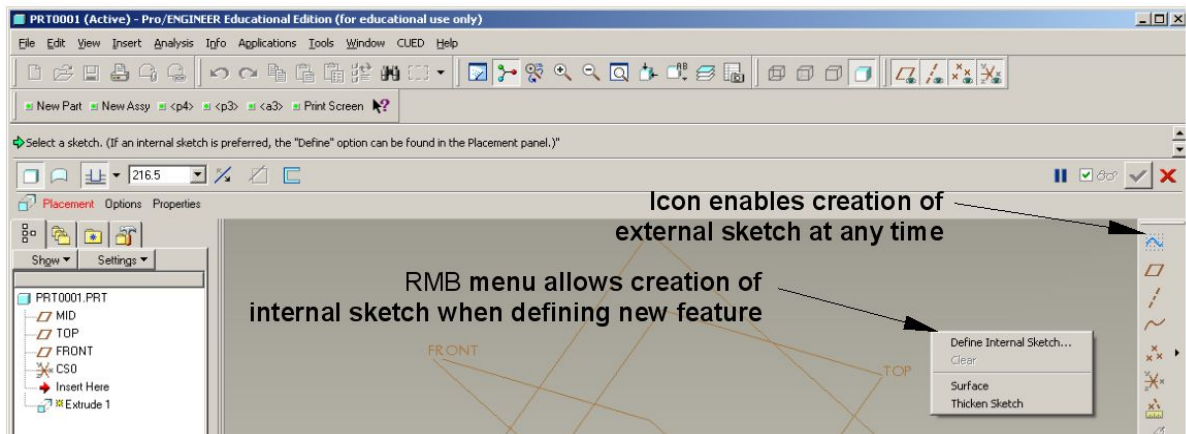 PRT0001 (Active) - Pro/ENGINEER Educational Edition (for educational use only)
File Edit View Insert Analysis Info Applications Tools Window CUED Help
New Part New Assy <p4> <p3> <a3> Print Screen
Select a sketch. (If an internal sketch is preferred, the "Define" option can be found in the Placement panel.)"
216.5
Placement Options Properties
Icon enables creation of
external sketch at any time
Show Settings
RMB menu allows creation of
internal sketch when defining new feature
PRT0001.PRT
MID
TOP
FRONT
CS0
Insert Here
Extrude 1
FRONT
TOP
Define Internal Sketch...
Clear
Surface
Thicken Sketch